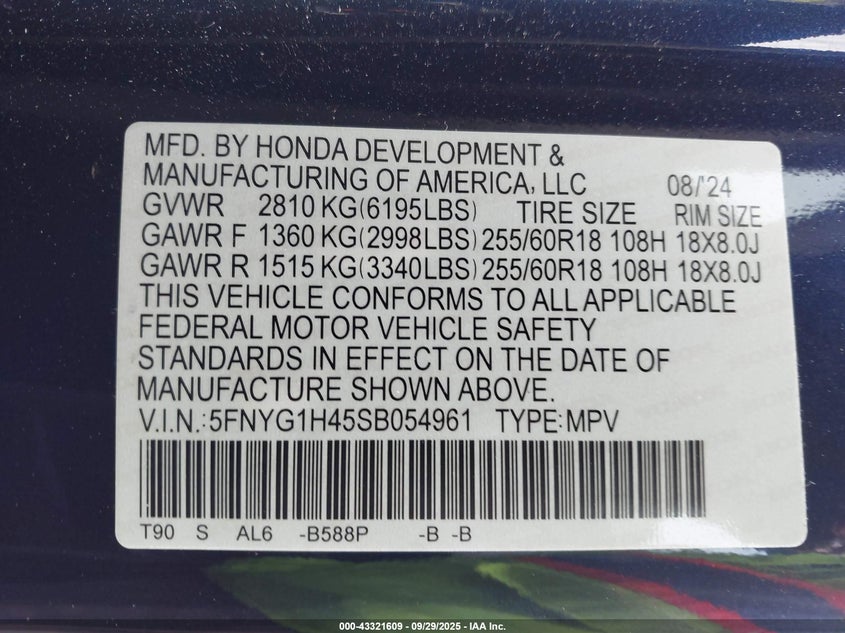 MFD. BY HONDA DEVELOPMENT &
MANUFACTURING OF AMERICA, LLC 08/'24
GVWR 2810 KG(6195LBS) TIRE SIZE RIM SIZE
GAWR F 1360 KG(2998LBS) 255/60R18 108H 18X8.0J
GAWR R 1515 KG(3340LBS) 255/60R18 108H 18X8.0J
THIS VEHICLE CONFORMS TO ALL APPLICABLE
FEDERAL MOTOR VEHICLE SAFETY
STANDARDS IN EFFECT ON THE DATE OF
MANUFACTURE SHOWN ABOVE.
V.I.N.:5FNYG1H45SB054961 TYPE:MPV
T90 S AL6 -B588P -B -B
000-43321609 - 09/29/2025 - IAA Inc.